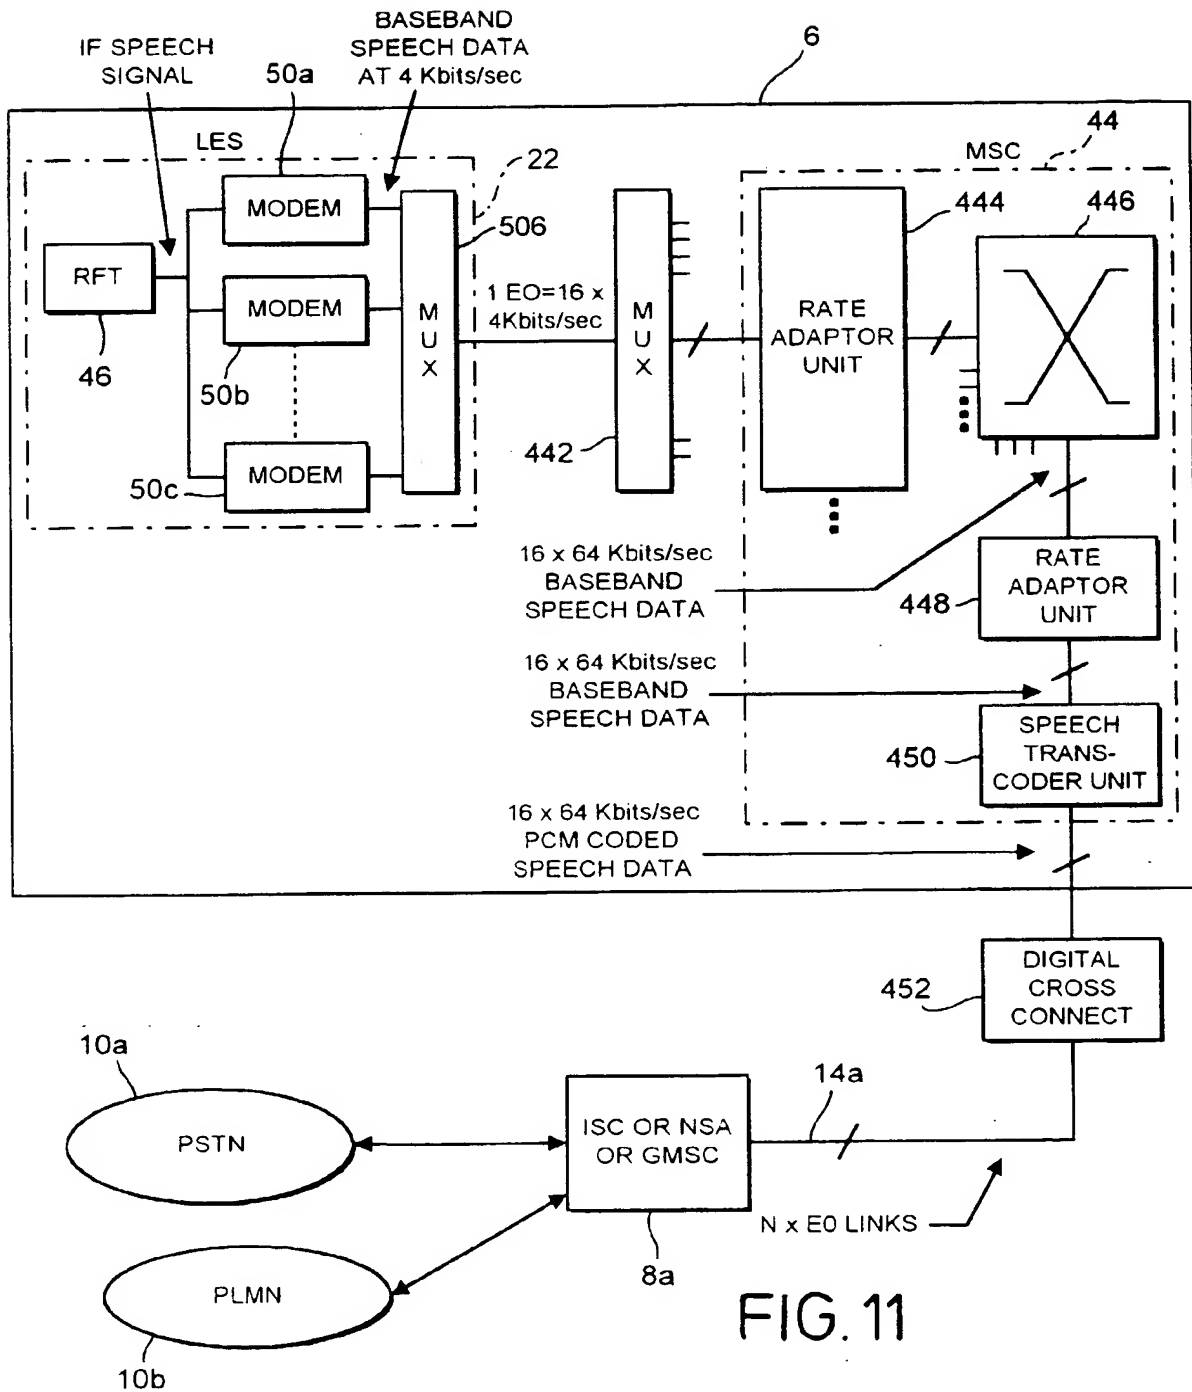 IF SPEECH
SIGNAL
BASEBAND
SPEECH DATA
AT 4 Kbits/sec
6
50a
LES
22
MSC
44
MODEM
506
444
446
RFT
46
MODEM
50b
MUX
1 EO=16 x
4Kbits/sec
MUX
RATE
ADAPTOR
UNIT
442
50c
MODEM
16 x 64 Kbits/sec
BASEBAND
SPEECH DATA
448
RATE
ADAPTOR
UNIT
16 x 64 Kbits/sec
BASEBAND
SPEECH DATA
450
SPEECH
TRANS-
CODER UNIT
16 x 64 Kbits/sec
PCM CODED
SPEECH DATA
452
DIGITAL
CROSS
CONNECT
10a
PSTN
ISC OR NSA
OR GMSC
14a
N x E0 LINKS
8a
PLMN
10b
FIG. 11